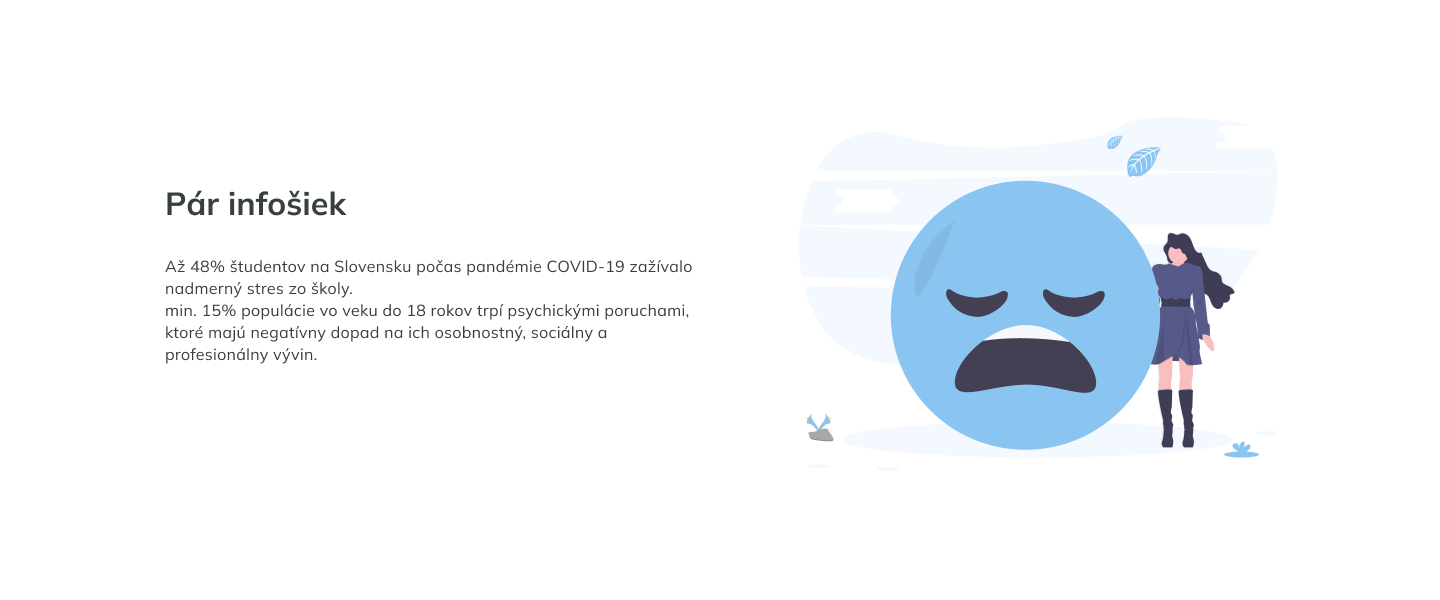 Pár infošiek
Až 48% študentov na Slovensku počas pandémie COVID-19 zažívalo
nadmerný stres zo školy.
min. 15% populácie vo veku do 18 rokov trpí psychickými poruchami,
ktoré majú negatívny dopad na ich osobnostný, sociálny a
profesionálny vývin.